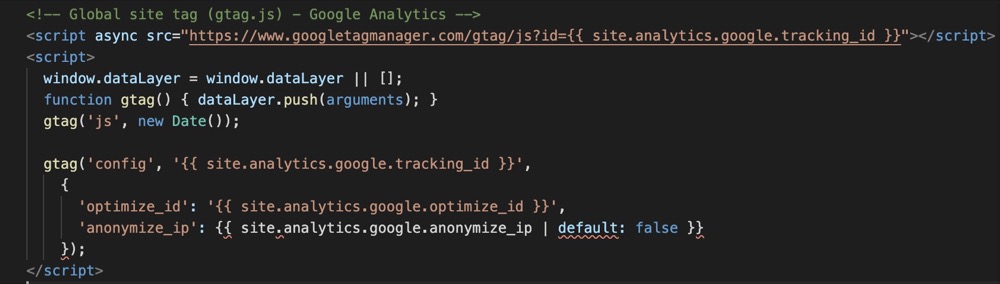 <!-- Global site tag (gtag.js) - Google Analytics -->
<script async src="https://www.googletagmanager.com/gtag/js?id={{ site.analytics.google.tracking_id }}"></script>
<script>
  window.dataLayer = window.dataLayer || [];
  function gtag() { dataLayer.push(arguments); }
  gtag('js', new Date());

  gtag('config', '{{ site.analytics.google.tracking_id }}',
    {
      'optimize_id': '{{ site.analytics.google.optimize_id }}',
      'anonymize_ip': {{ site.analytics.google.anonymize_ip | default: false }}
    });
</script>